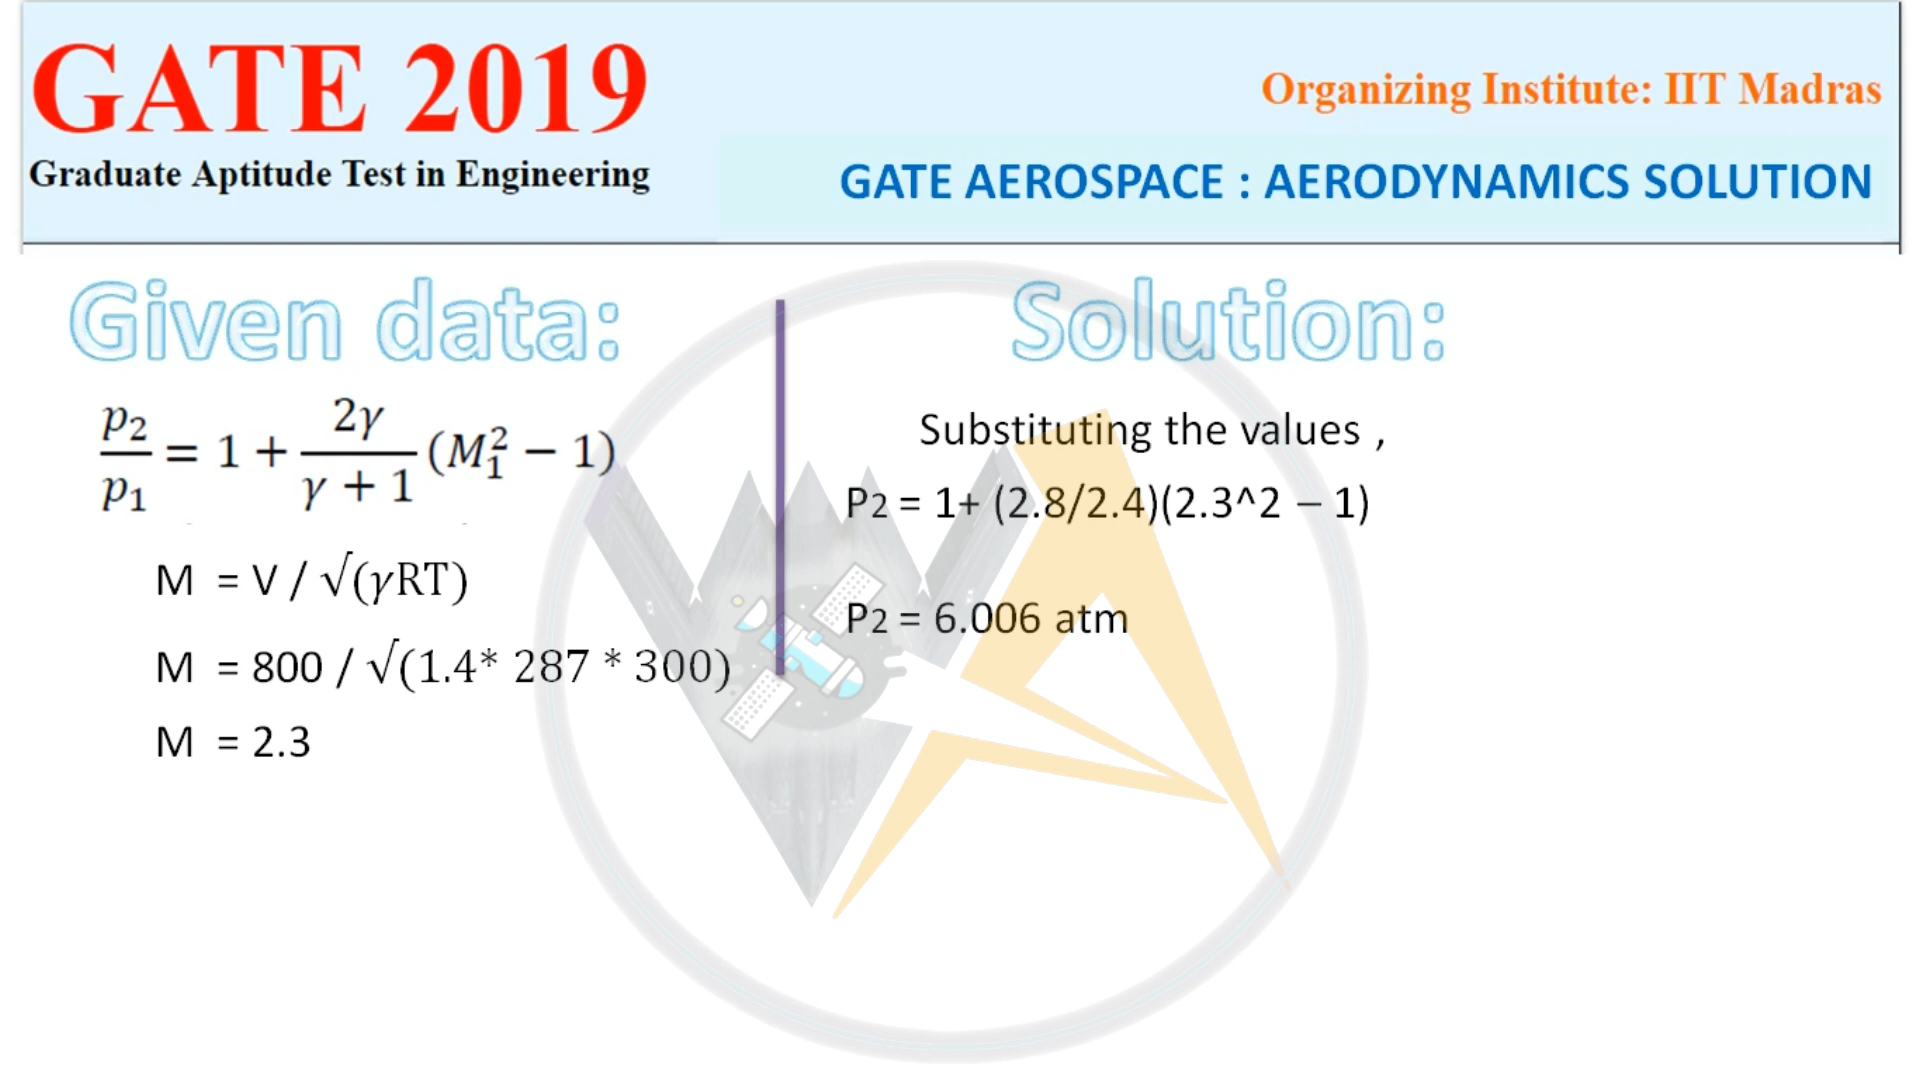 GATE 2019
Graduate Aptitude Test in Engineering
Organizing Institute: IIT Madras
GATE AEROSPACE : AERODYNAMICS SOLUTION
Given data:
p₂/p₁ = 1 + 2γ/(γ + 1) (M₁² − 1)
M = V / √(γRT)
M = 800 / √(1.4* 287 * 300)
M = 2.3
Solution:
Substituting the values ,
P2 = 1+ (2.8/2.4)(2.3^2 – 1)
P2 = 6.006 atm